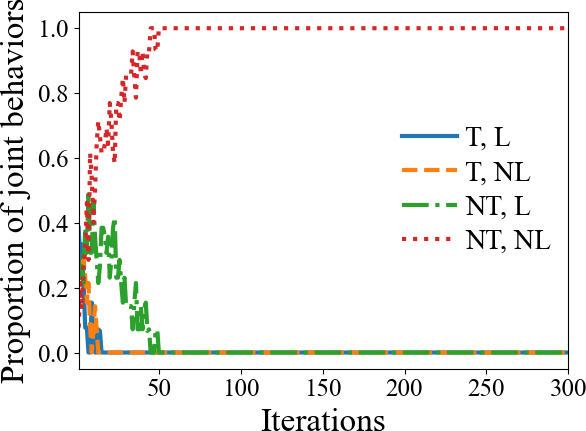 Proportion of joint behaviors
1.0
0.8
0.6
0.4
0.2
0.0
T, L
T, NL
NT, L
NT, NL
50 100 150 200 250 300
Iterations